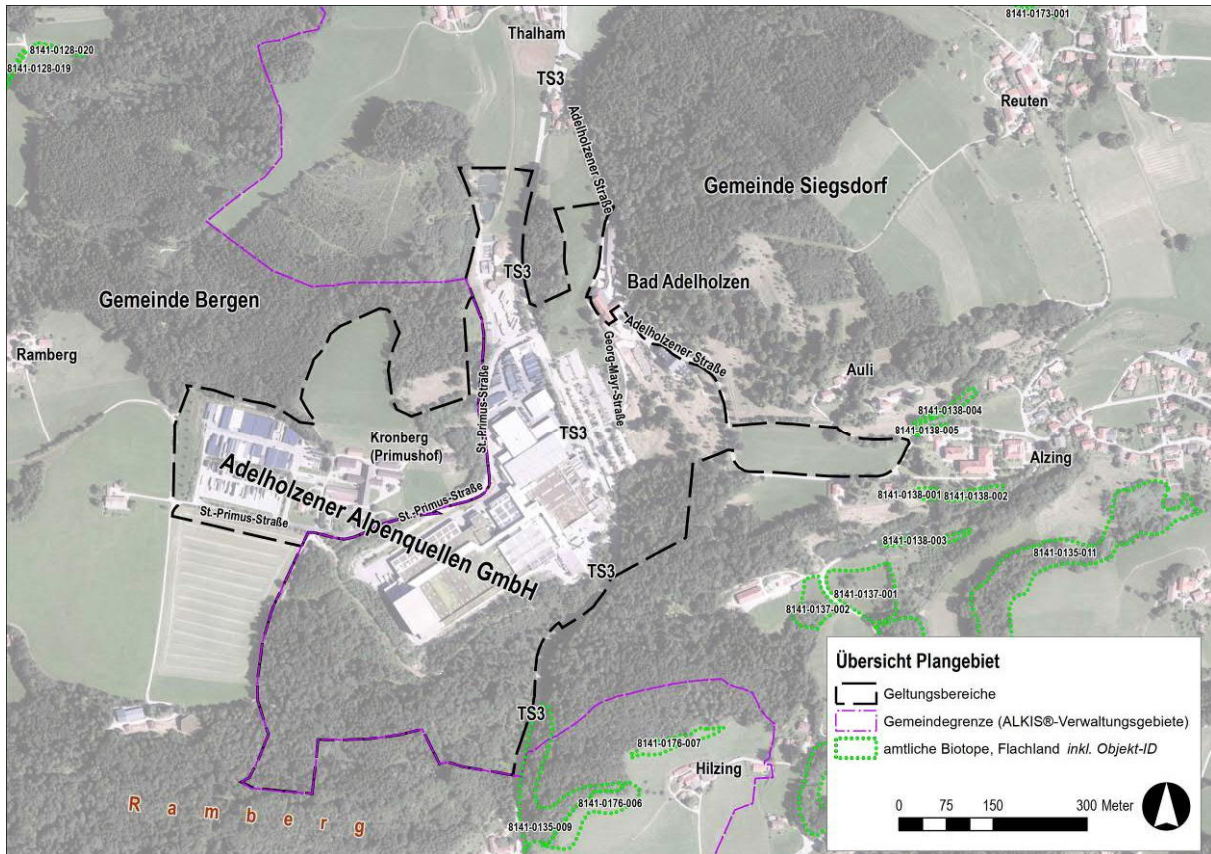 Thalham
8141-0173-001
8141-0128-020
8141-0128-019
TS3
Reuten
Adelholzener Straße
Gemeinde Siegsdorf
TS3
Bad Adelholzen
Gemeinde Bergen
Ramberg
Adelholzener Straße
Georg-Mayr-Straße
St.-Primus-Straße
Auli
8141-0138-004
8141-0138-005
Alzing
Kronberg
(Primushof)
TS3
St.-Primus-Straße
8141-0138-001
8141-0138-002
St.-Primus-Straße
Adelholzener Alpenquellen GmbH
8141-0138-003
8141-0135-011
TS3
8141-0137-001
8141-0137-002
TS3
8141-0176-007
Hilzing
8141-0176-006
8141-0135-009
Ramberg
Übersicht Plangebiet
Geltungsbereiche
Gemeindegrenze (ALKIS®-Verwaltungsgebiete)
amtliche Biotope, Flachland inkl. Objekt-ID
0 75 150 300 Meter